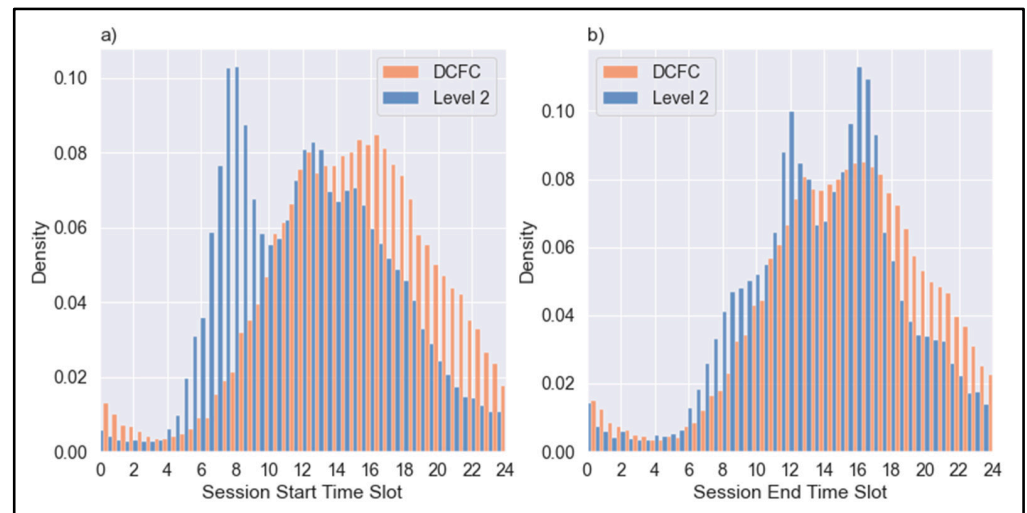 a)
DCFC
Level 2
0.10
0.08
0.06
0.04
0.02
0.00
Density
0 2 4 6 8 10 12 14 16 18 20 22 24
Session Start Time Slot
b)
DCFC
Level 2
0.10
0.08
0.06
0.04
0.02
0.00
Density
0 2 4 6 8 10 12 14 16 18 20 22 24
Session End Time Slot